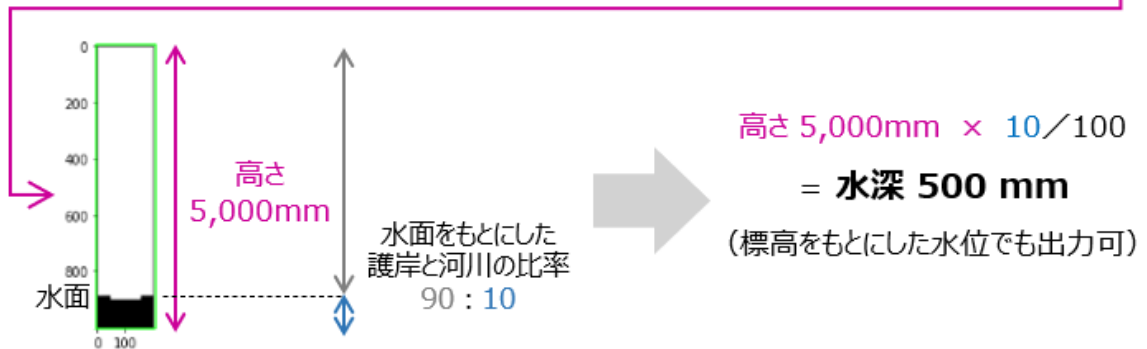 0
200
400
600
800
水面
0 100
高さ
5,000mm
水面をもとにした
護岸と河川の比率
90:10
高さ 5,000mm × 10/100
= 水深 500 mm
(標高をもとにした水位でも出力可)